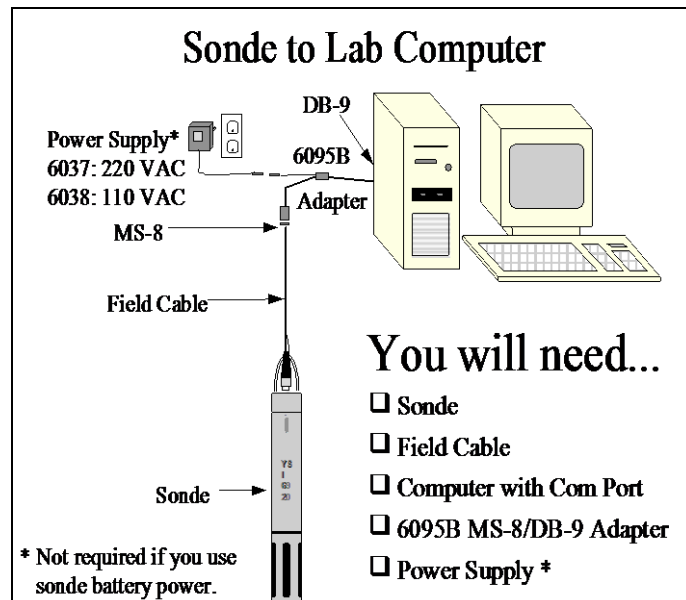 Sonde to Lab Computer
DB-9
Power Supply*
6037: 220 VAC
6038: 110 VAC
6095B
Adapter
MS-8
Field Cable
You will need...
❑ Sonde
❑ Field Cable
❑ Computer with Com Port
❑ 6095B MS-8/DB-9 Adapter
❑ Power Supply *
Sonde
* Not required if you use
sonde battery power.